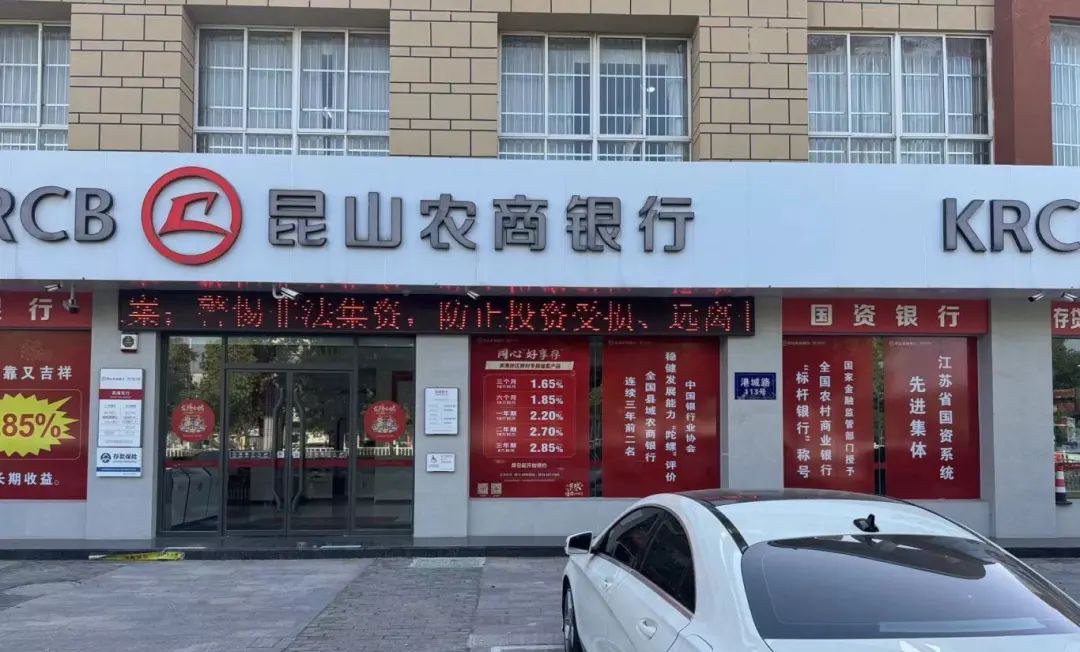 RCB 昆山农商银行 KRC
案；警惕非法集资，防止投资受损、远离
行
靠又吉祥
85%
长期收益。
存款保险
同心 好享存
三个月 1.65%
六个月 1.85%
一年期 2.20%
二年期 2.70%
三年期 2.85%
中国银行业协会
稳健发展能力“陀螺”评价
全国县域农商银行
连续三年前二名
港城路
113号
国资银行
国家金融监管部门授予
全国农村商业银行
“标杆银行”称号
江苏省国资系统
先进集体
存贷